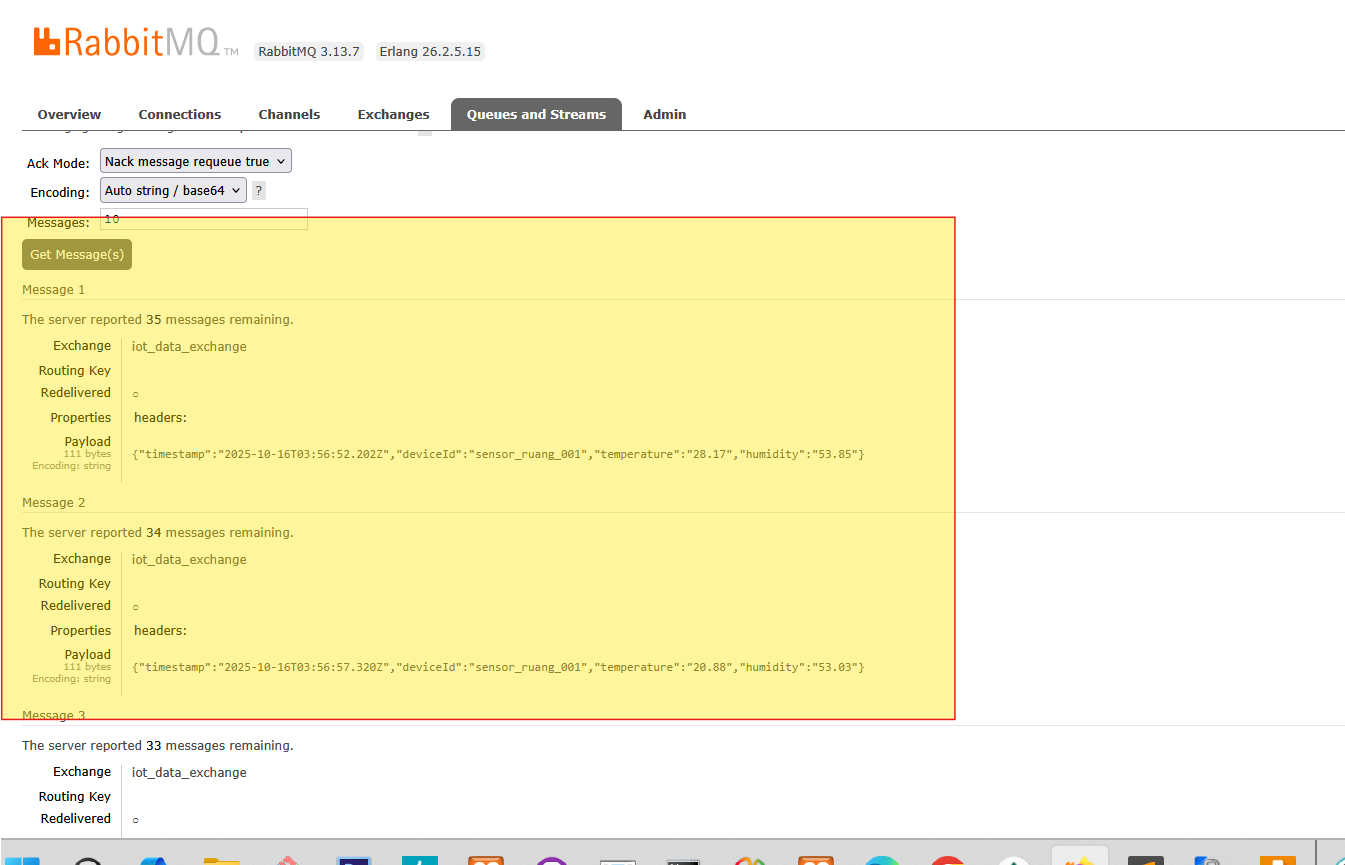 RabbitMQ TM RabbitMQ 3.13.7 Erlang 26.2.5.15
Overview Connections Channels Exchanges Queues and Streams Admin
Ack Mode: Nack message requeue true
Encoding: Auto string / base64 ?
Messages: 10
Get Message(s)
Message 1
The server reported 35 messages remaining.
Exchange iot_data_exchange
Routing Key
Redelivered ○
Properties headers:
Payload
111 bytes
Encoding: string
{"timestamp":"2025-10-16T03:56:52.202Z","deviceId":"sensor_ruang_001","temperature":"28.17","humidity":"53.85"}
Message 2
The server reported 34 messages remaining.
Exchange iot_data_exchange
Routing Key
Redelivered ○
Properties headers:
Payload
111 bytes
Encoding: string
{"timestamp":"2025-10-16T03:56:57.320Z","deviceId":"sensor_ruang_001","temperature":"20.88","humidity":"53.03"}
Message 3
The server reported 33 messages remaining.
Exchange iot_data_exchange
Routing Key
Redelivered ○